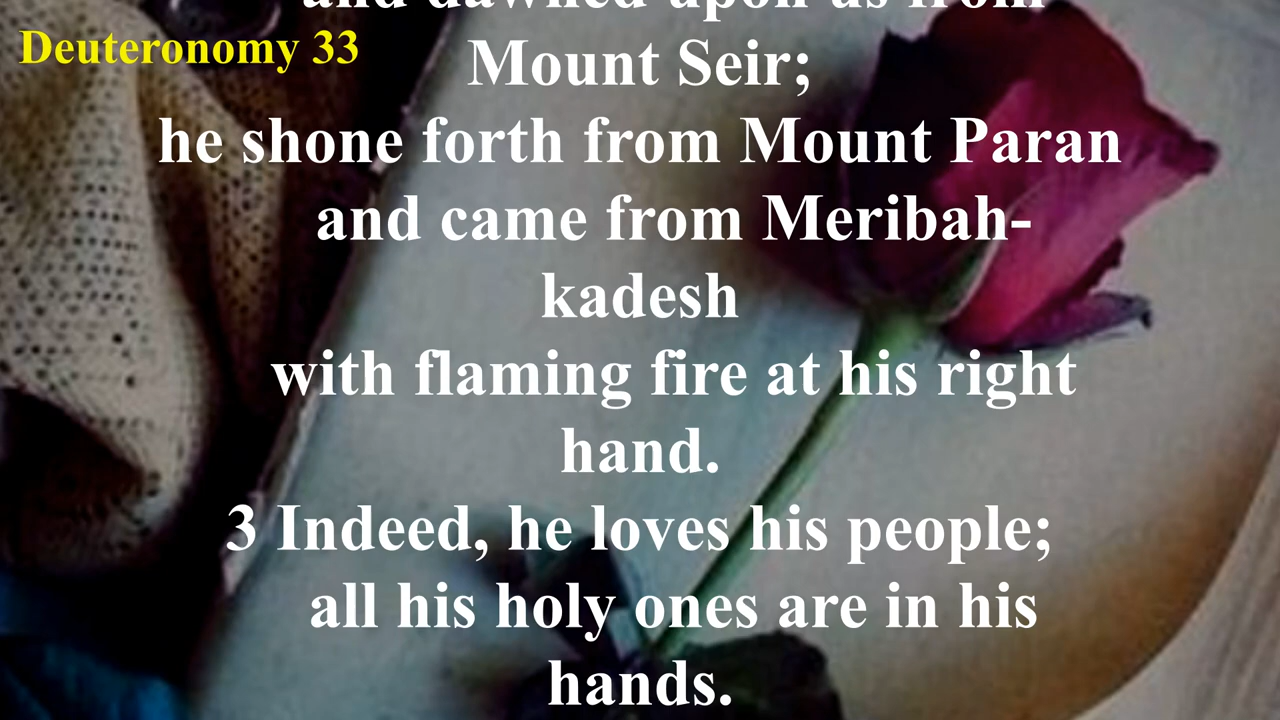 and dawned upon us from
Deuteronomy 33
Mount Seir;
he shone forth from Mount Paran
and came from Meribah-
kadesh
with flaming fire at his right
hand.
3 Indeed, he loves his people;
all his holy ones are in his
hands.